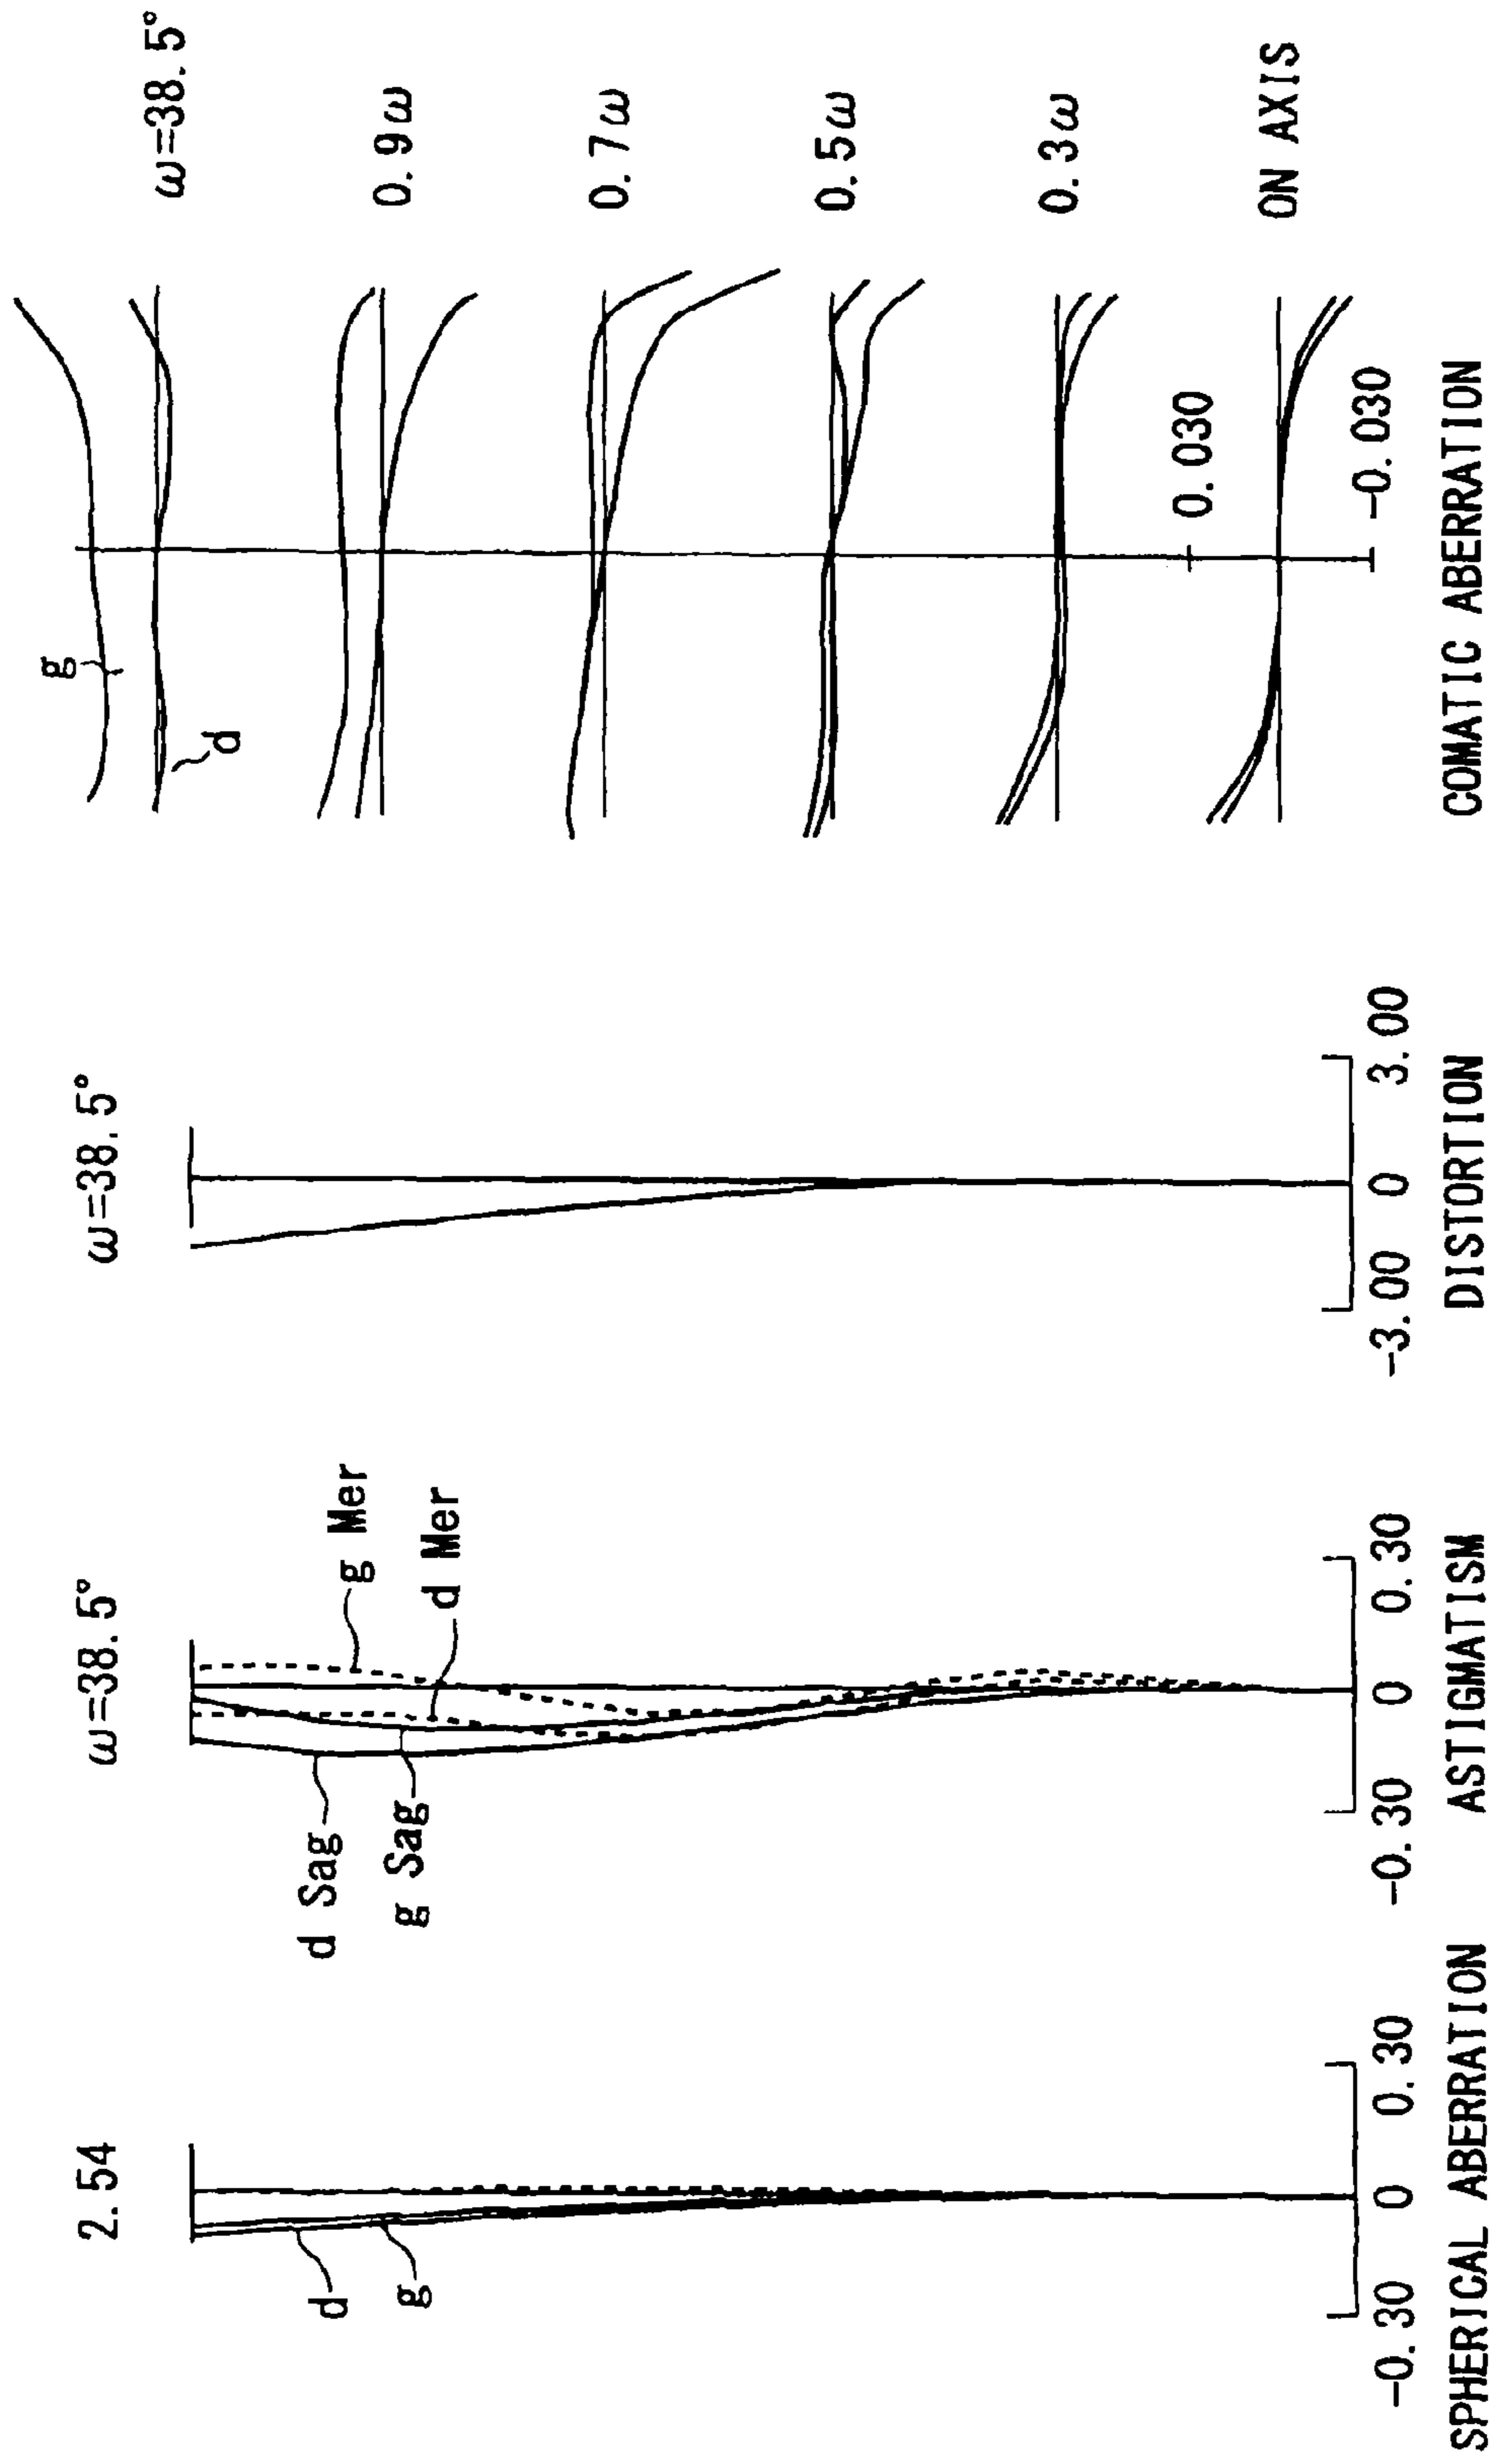 2.54
d
g
-0.30
0
0.30
SPHERICAL ABERRATION
ω=38.5°
d Sag
g Sag
g Mer
d Mer
-0.30
0
0.30
ASTIGMATISM
ω=38.5°
-3.00
0
3.00
DISTORTION
g
d
ω=38.5°
0.9ω
0.7ω
0.5ω
0.3ω
0.030
ON AXIS
-0.030
COMATIC ABERRATION